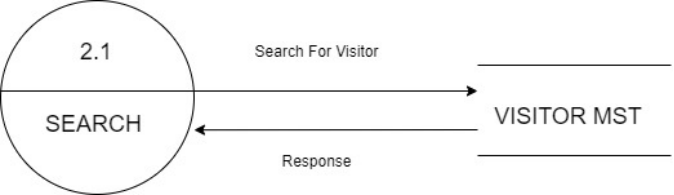 2.1
SEARCH
Search For Visitor
VISITOR MST
Response